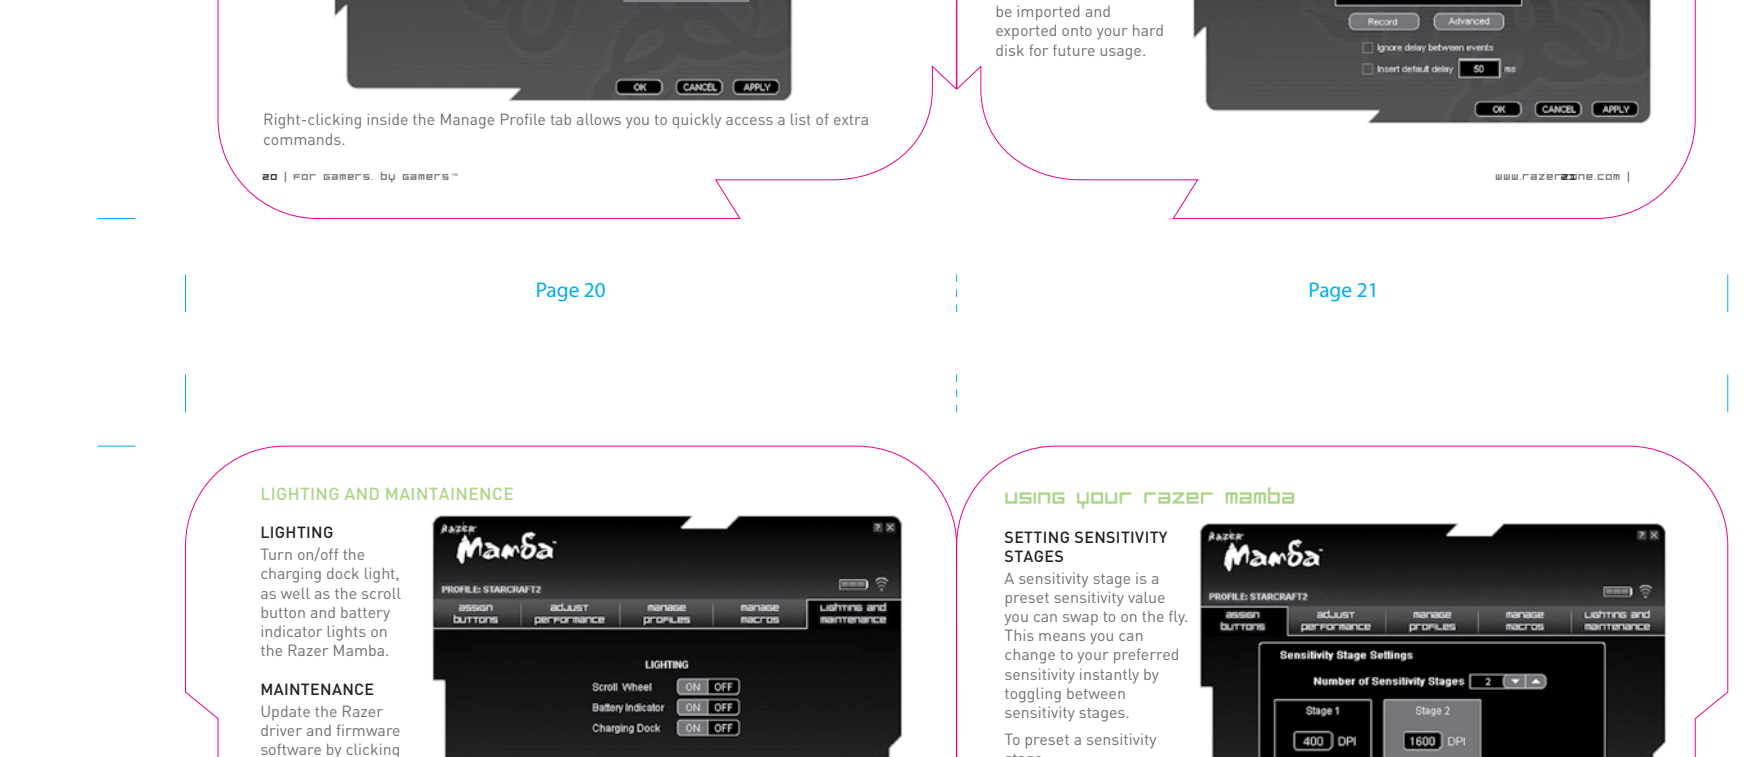 OK CANCEL APPLY
Right-clicking inside the Manage Profile tab allows you to quickly access a list of extra
commands.
20 | For Gamers. By Gamers™
be imported and
exported onto your hard
disk for future usage.
Record Advanced
Ignore delay between events
Insert default delay 50 ms
OK CANCEL APPLY
www.razerzone.com | 21
Page 20
Page 21
LIGHTING AND MAINTAINENCE
LIGHTING
Turn on/off the
charging dock light,
as well as the scroll
button and battery
indicator lights on
the Razer Mamba.
MAINTENANCE
Update the Razer
driver and firmware
software by clicking
RAZER
Mamba™
? X
PROFILE: STARCRAFT2
assign
buttons
adjust
performance
manage
profiles
manage
macros
Lighting and
maintenance
LIGHTING
Scroll Wheel ON OFF
Battery Indicator ON OFF
Charging Dock ON OFF
using your razer mamba
SETTING SENSITIVITY
STAGES
A sensitivity stage is a
preset sensitivity value
you can swap to on the fly.
This means you can
change to your preferred
sensitivity instantly by
toggling between
sensitivity stages.
To preset a sensitivity
stage
RAZER
Mamba™
? X
PROFILE: STARCRAFT2
assign
buttons
adjust
performance
manage
profiles
manage
macros
Lighting and
maintenance
Sensitivity Stage Settings
Number of Sensitivity Stages 2
Stage 1
400 DPI
Stage 2
1600 DPI